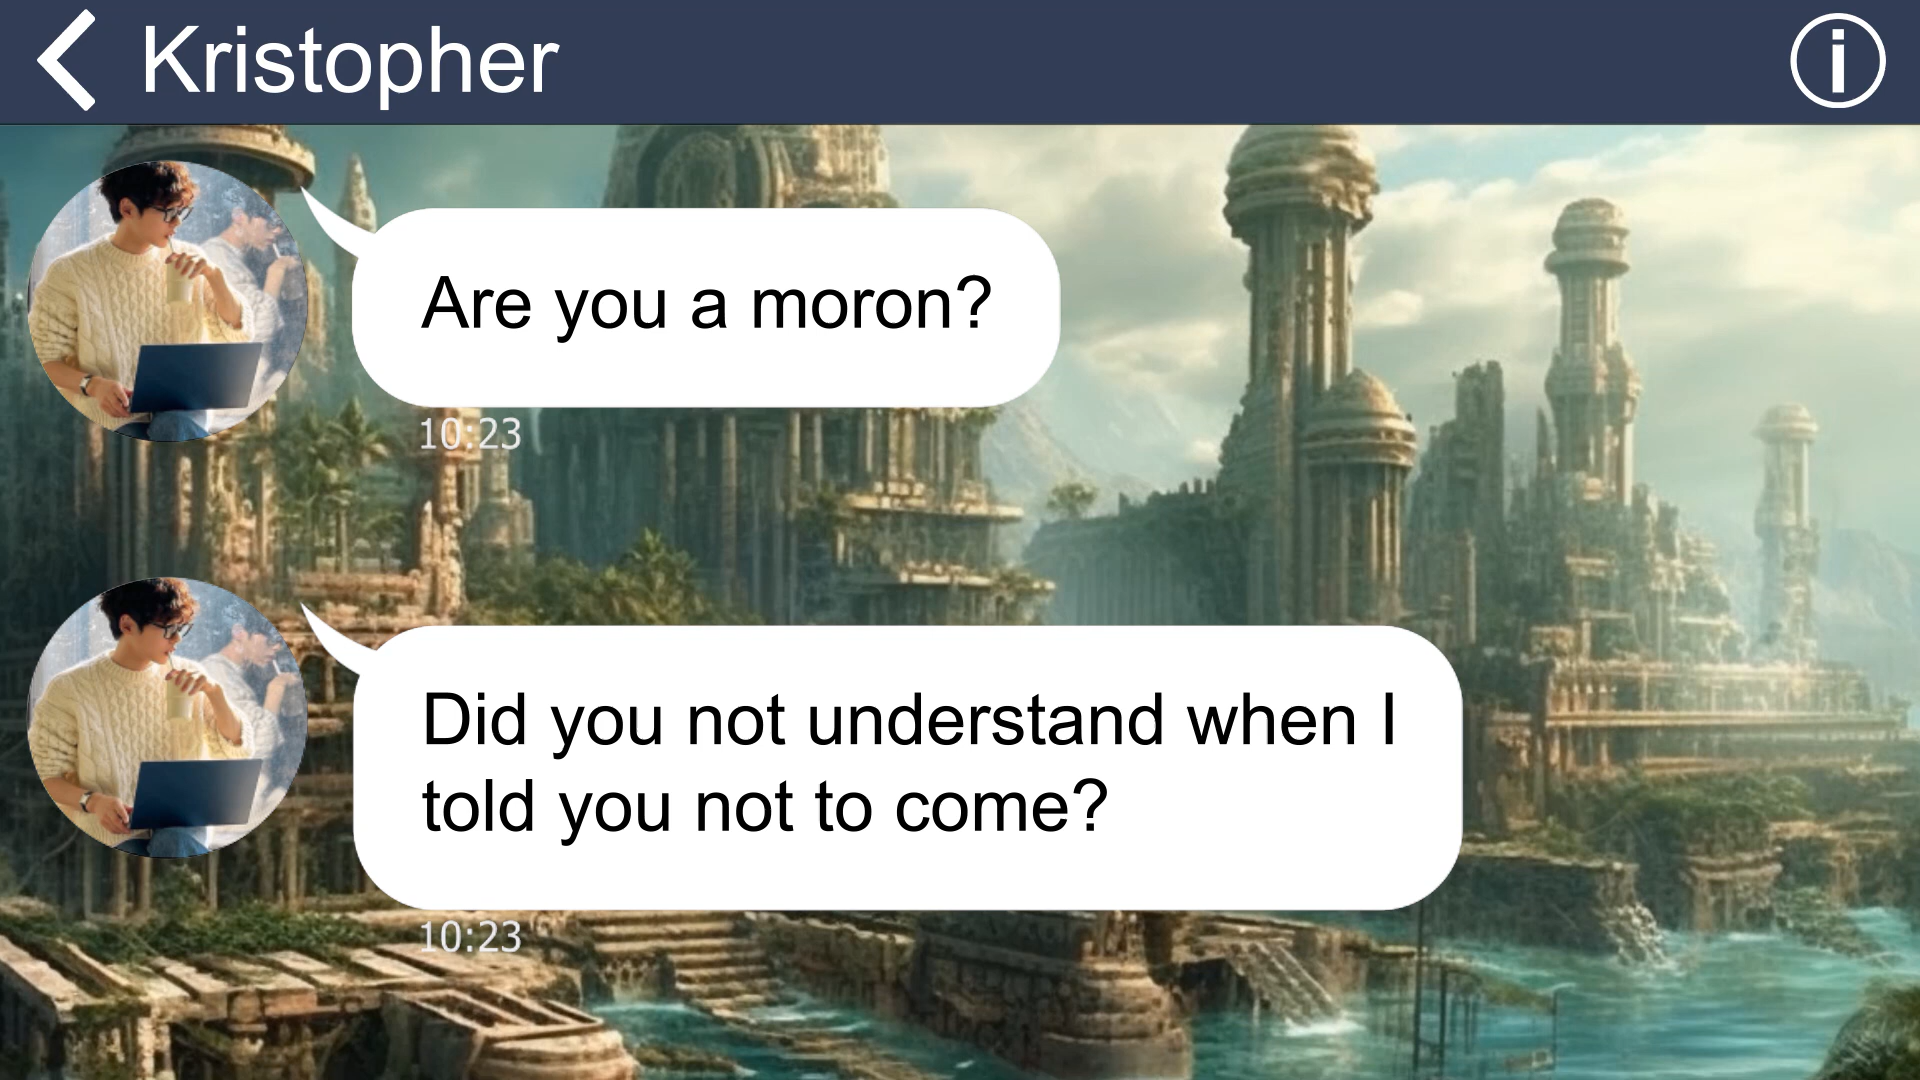 Kristopher
Are you a moron?
10:23
Did you not understand when I
told you not to come?
10:23